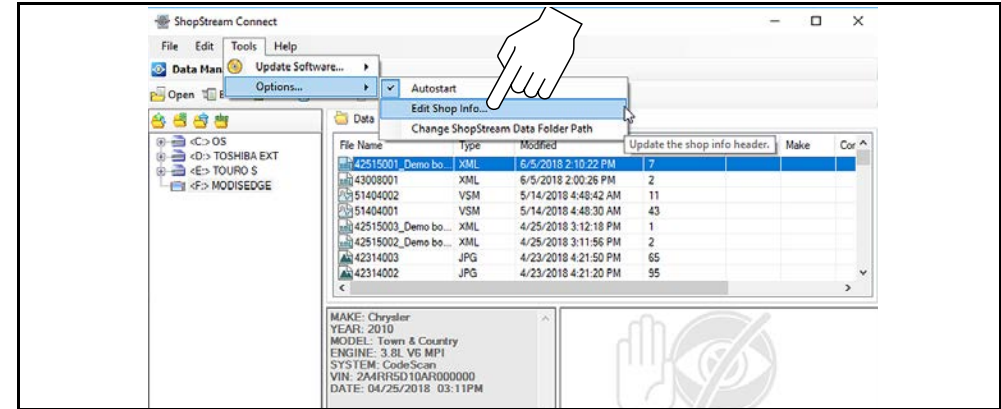 ShopStream Connect
File Edit Tools Help
Data Man
Update Software...
Open E
Options...
Autostart
Edit Shop Info...
Change ShopStream Data Folder Path
Update the shop info header.
Data
<C:> OS
<D:> TOSHIBA EXT
<E:> TOURO S
<F:> MODISEDGE
File Name Type Modified Make Cor
42515001_Demo bo... XML 6/5/2018 2:10:22 PM 7
43008001 XML 6/5/2018 2:00:26 PM 2
51404002 VSM 5/14/2018 4:48:42 AM 11
51404001 VSM 5/14/2018 4:48:30 AM 43
42515003_Demo bo... XML 4/25/2018 3:12:18 PM 1
42515002_Demo bo... XML 4/25/2018 3:11:56 PM 2
42314003 JPG 4/23/2018 4:21:50 PM 65
42314002 JPG 4/23/2018 4:21:20 PM 95
MAKE: Chrysler
YEAR: 2010
MODEL: Town & Country
ENGINE: 3.8L V6 MPI
SYSTEM: CodeScan
VIN: 2A4RR5D10AR000000
DATE: 04/25/2018 03:11PM